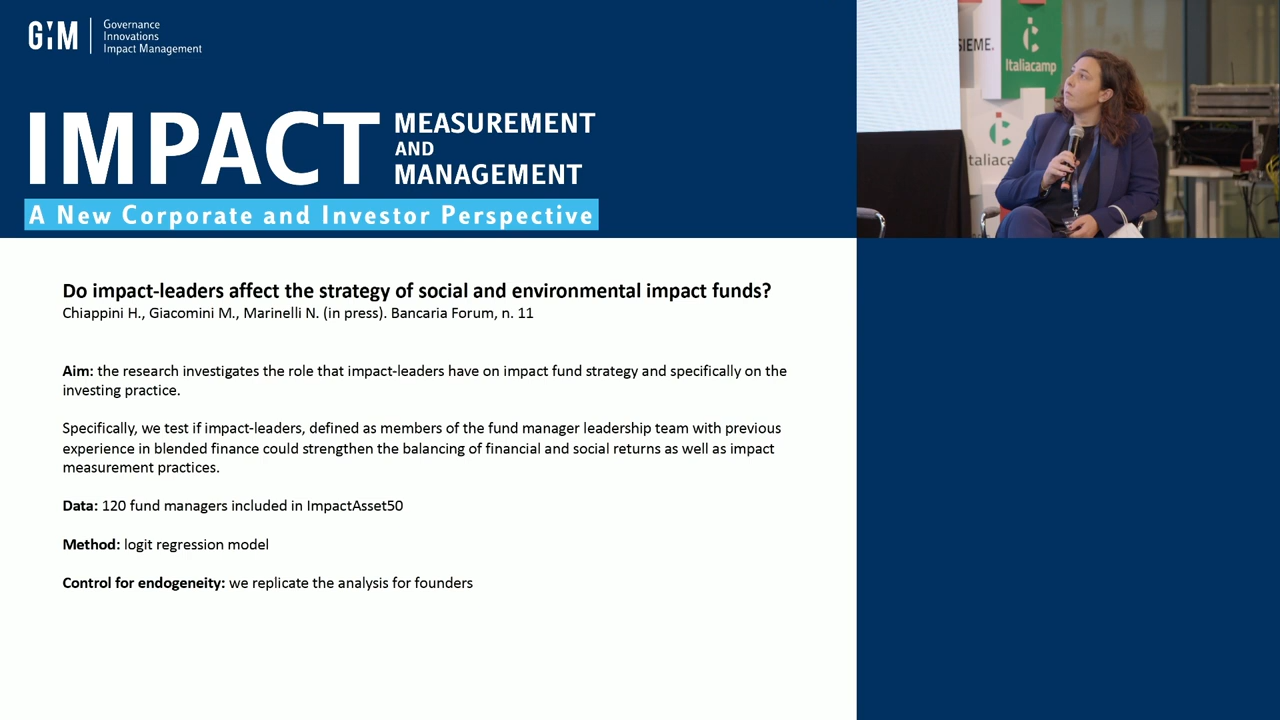 GIM
Governance
Innovations
Impact Management
IMPACT
MEASUREMENT
AND
MANAGEMENT
A New Corporate and Investor Perspective
SIEME.
Italiacamp
Do impact-leaders affect the strategy of social and environmental impact funds?
Chiappini H., Giacomini M., Marinelli N. (in press). Bancaria Forum, n. 11
Aim: the research investigates the role that impact-leaders have on impact fund strategy and specifically on the
investing practice.
Specifically, we test if impact-leaders, defined as members of the fund manager leadership team with previous
experience in blended finance could strengthen the balancing of financial and social returns as well as impact
measurement practices.
Data: 120 fund managers included in ImpactAsset50
Method: logit regression model
Control for endogeneity: we replicate the analysis for founders